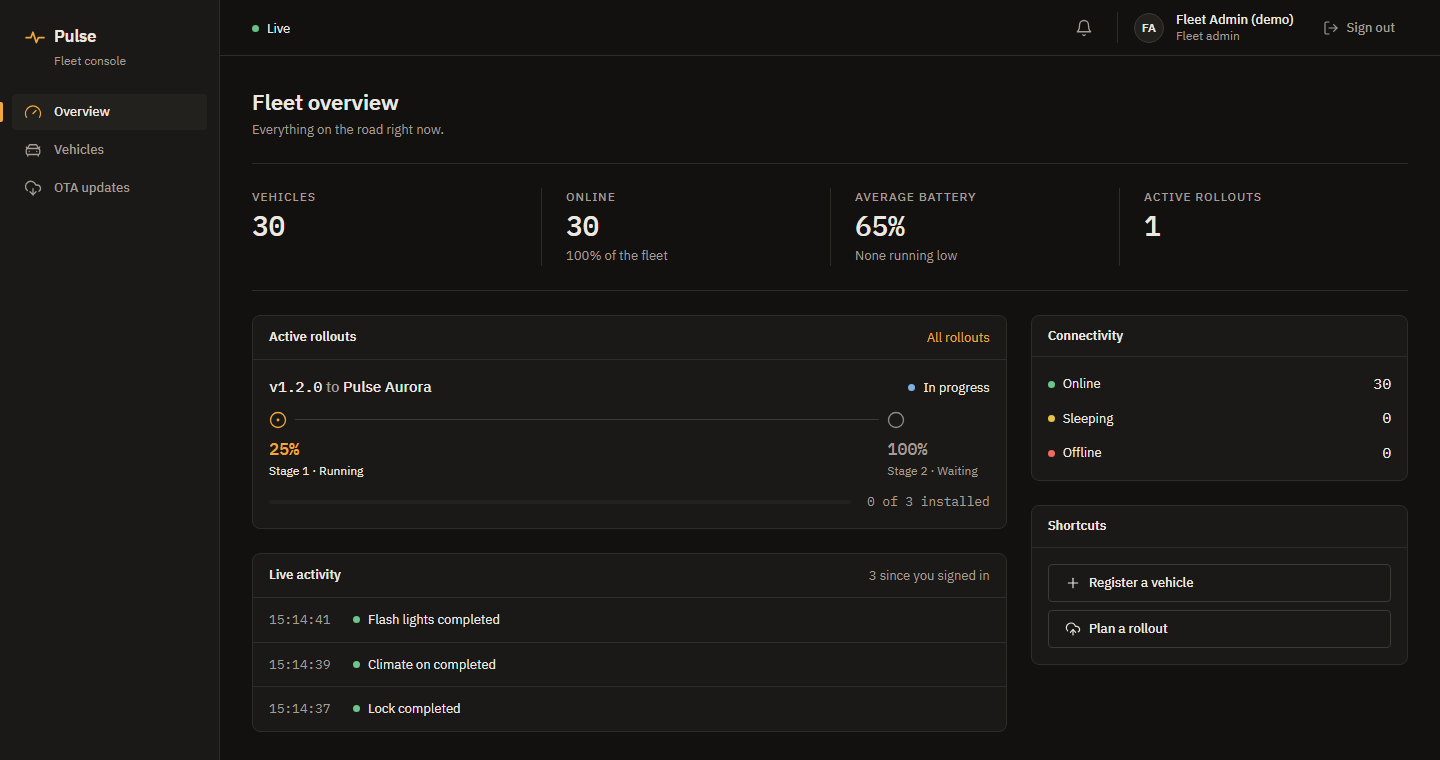 Pulse
Fleet console
Overview
Vehicles
OTA updates
Live
FA
Fleet Admin (demo)
Fleet admin
Sign out
Fleet overview
Everything on the road right now.
VEHICLES
30
ONLINE
30
100% of the fleet
AVERAGE BATTERY
65%
None running low
ACTIVE ROLLOUTS
1
Active rollouts
All rollouts
v1.2.0 to Pulse Aurora
In progress
25%
Stage 1 · Running
100%
Stage 2 · Waiting
0 of 3 installed
Live activity
3 since you signed in
15:14:41 Flash lights completed
15:14:39 Climate on completed
15:14:37 Lock completed
Connectivity
Online 30
Sleeping 0
Offline 0
Shortcuts
Register a vehicle
Plan a rollout